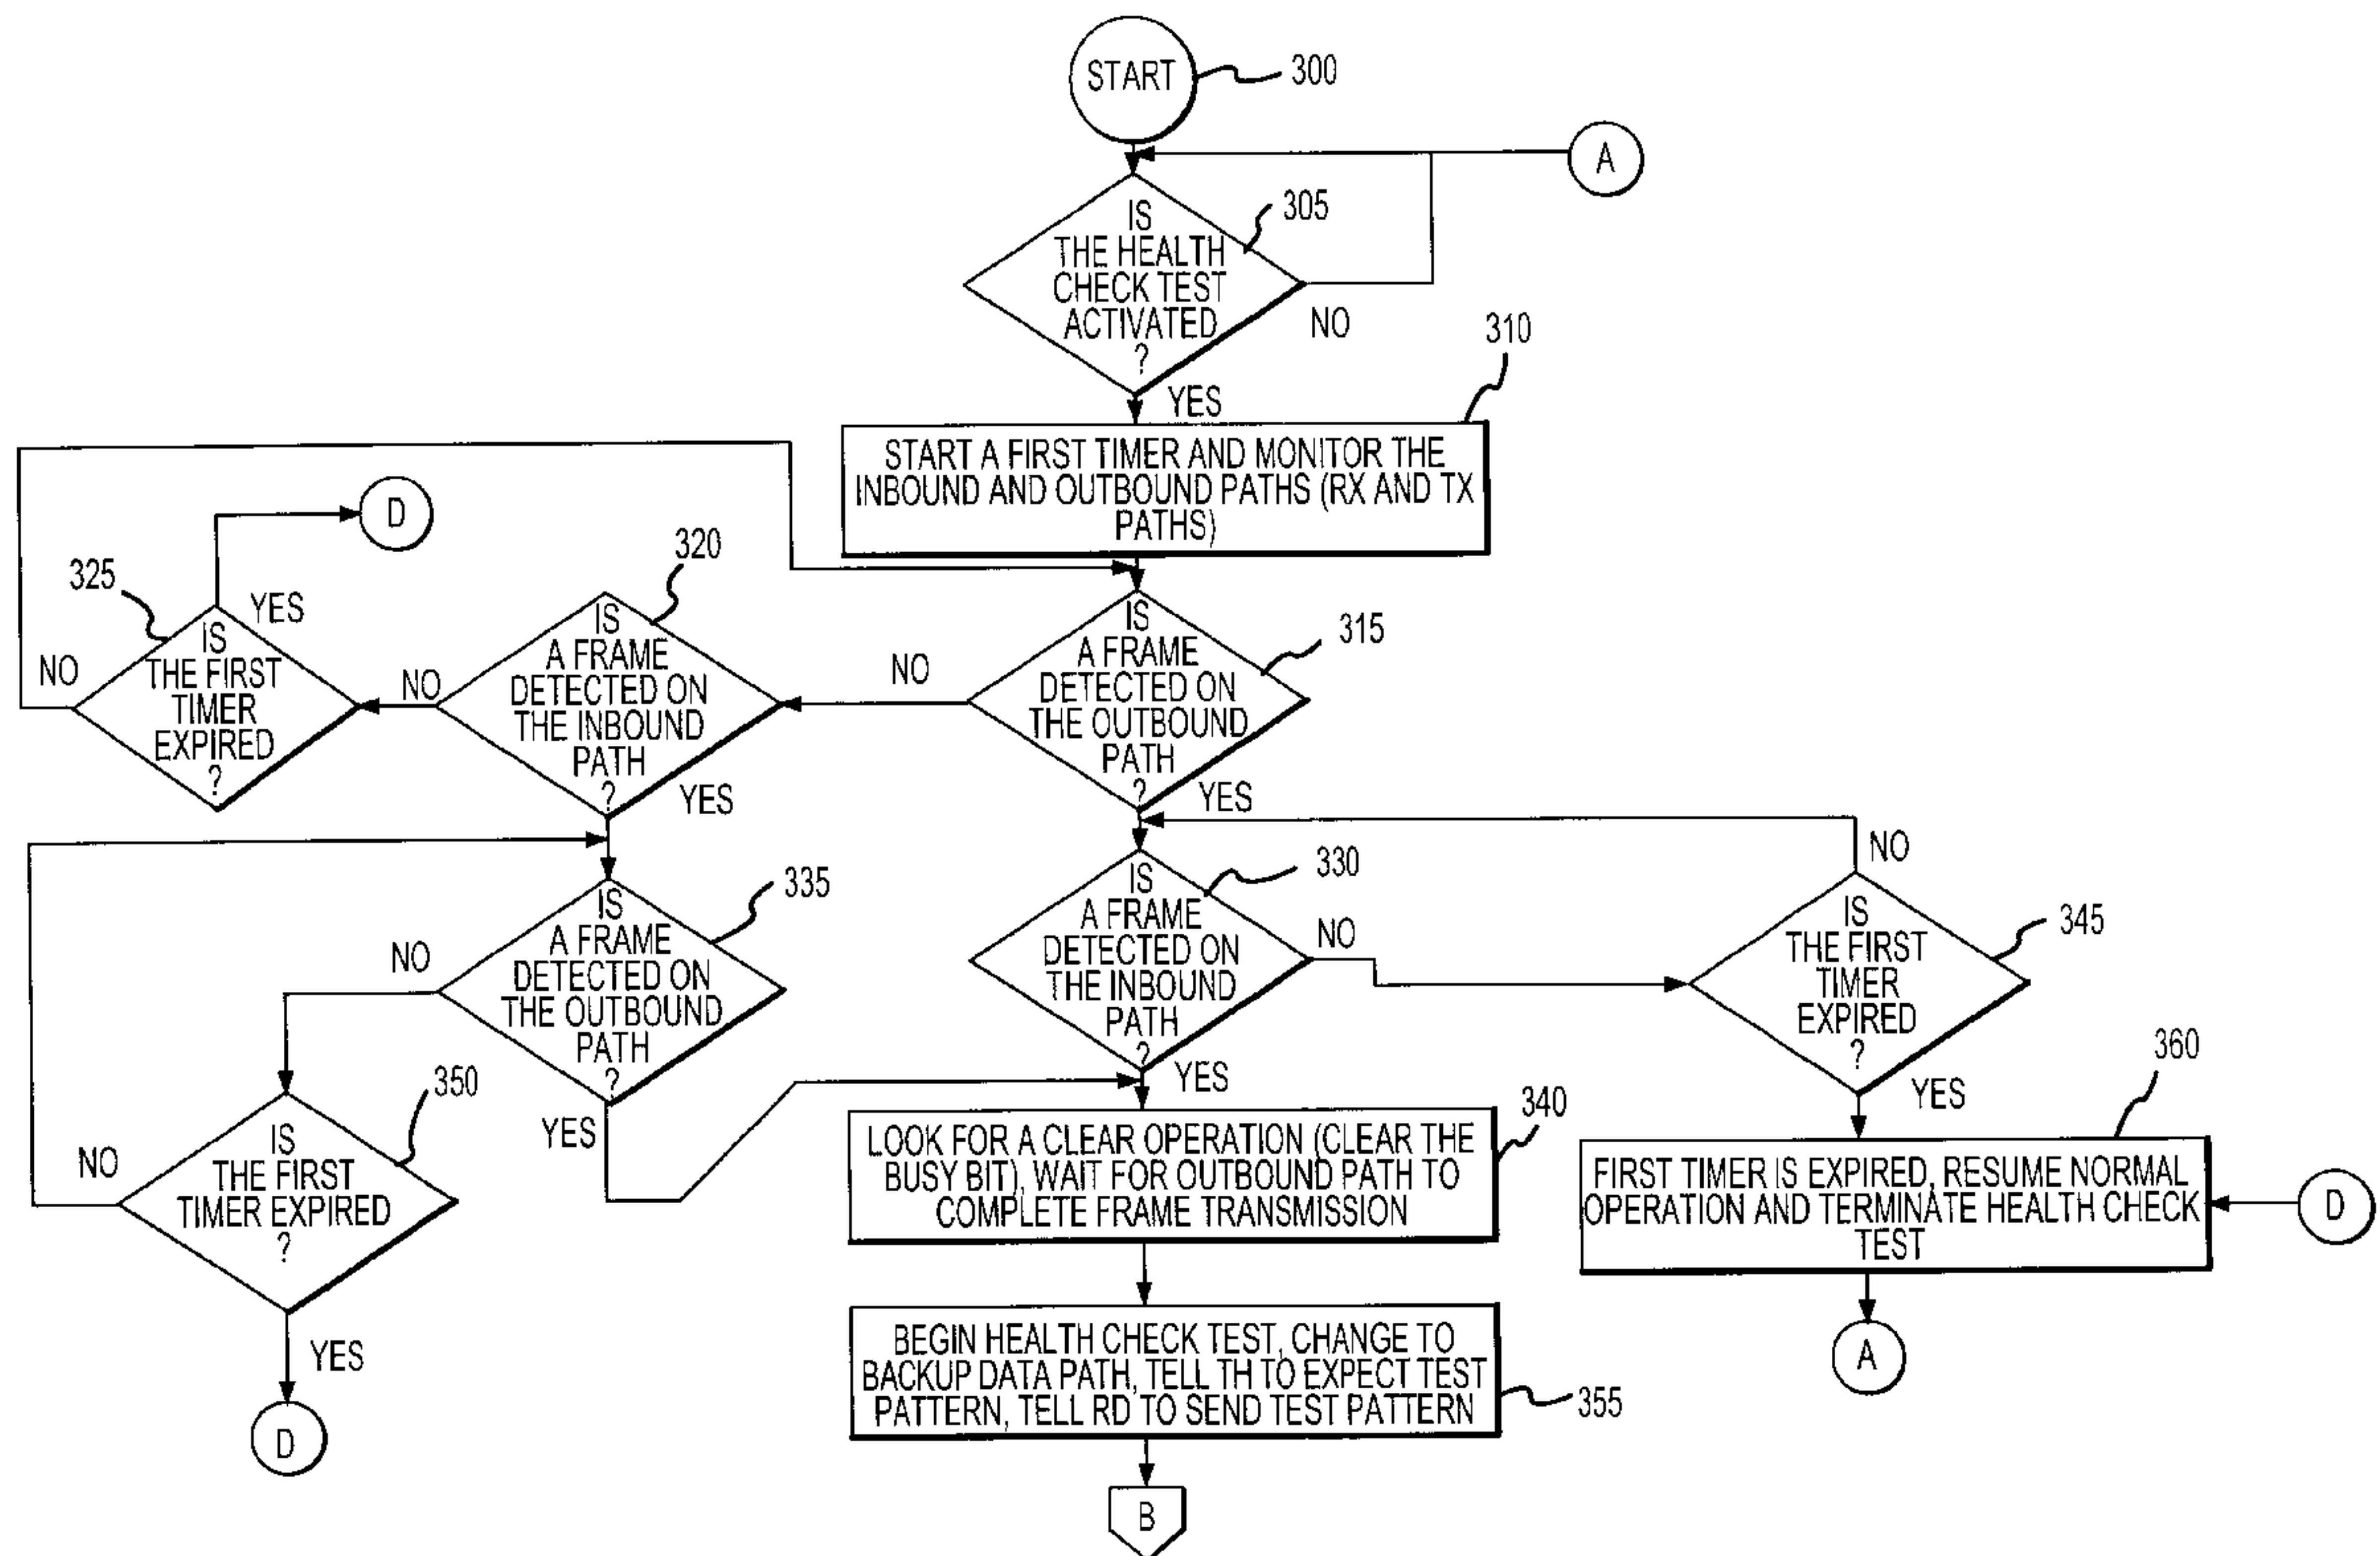 START
300
A
IS
THE HEALTH
CHECK TEST
ACTIVATED
?
305
NO
YES
310
START A FIRST TIMER AND MONITOR THE
INBOUND AND OUTBOUND PATHS (RX AND TX
PATHS)
D
325
YES
IS
THE FIRST
TIMER
EXPIRED
?
NO
320
IS
A FRAME
DETECTED ON
THE INBOUND
PATH
?
NO
YES
315
IS
A FRAME
DETECTED ON
THE OUTBOUND
PATH
?
NO
YES
335
IS
A FRAME
DETECTED ON
THE OUTBOUND
PATH
?
NO
YES
330
IS
A FRAME
DETECTED ON
THE INBOUND
PATH
?
NO
YES
345
IS
THE FIRST
TIMER
EXPIRED
?
NO
YES
350
IS
THE FIRST
TIMER EXPIRED
?
NO
YES
D
340
LOOK FOR A CLEAR OPERATION (CLEAR THE
BUSY BIT), WAIT FOR OUTBOUND PATH TO
COMPLETE FRAME TRANSMISSION
360
FIRST TIMER IS EXPIRED, RESUME NORMAL
OPERATION AND TERMINATE HEALTH CHECK
TEST
D
A
BEGIN HEALTH CHECK TEST, CHANGE TO
BACKUP DATA PATH, TELL TH TO EXPECT TEST
PATTERN, TELL RD TO SEND TEST PATTERN
355
B